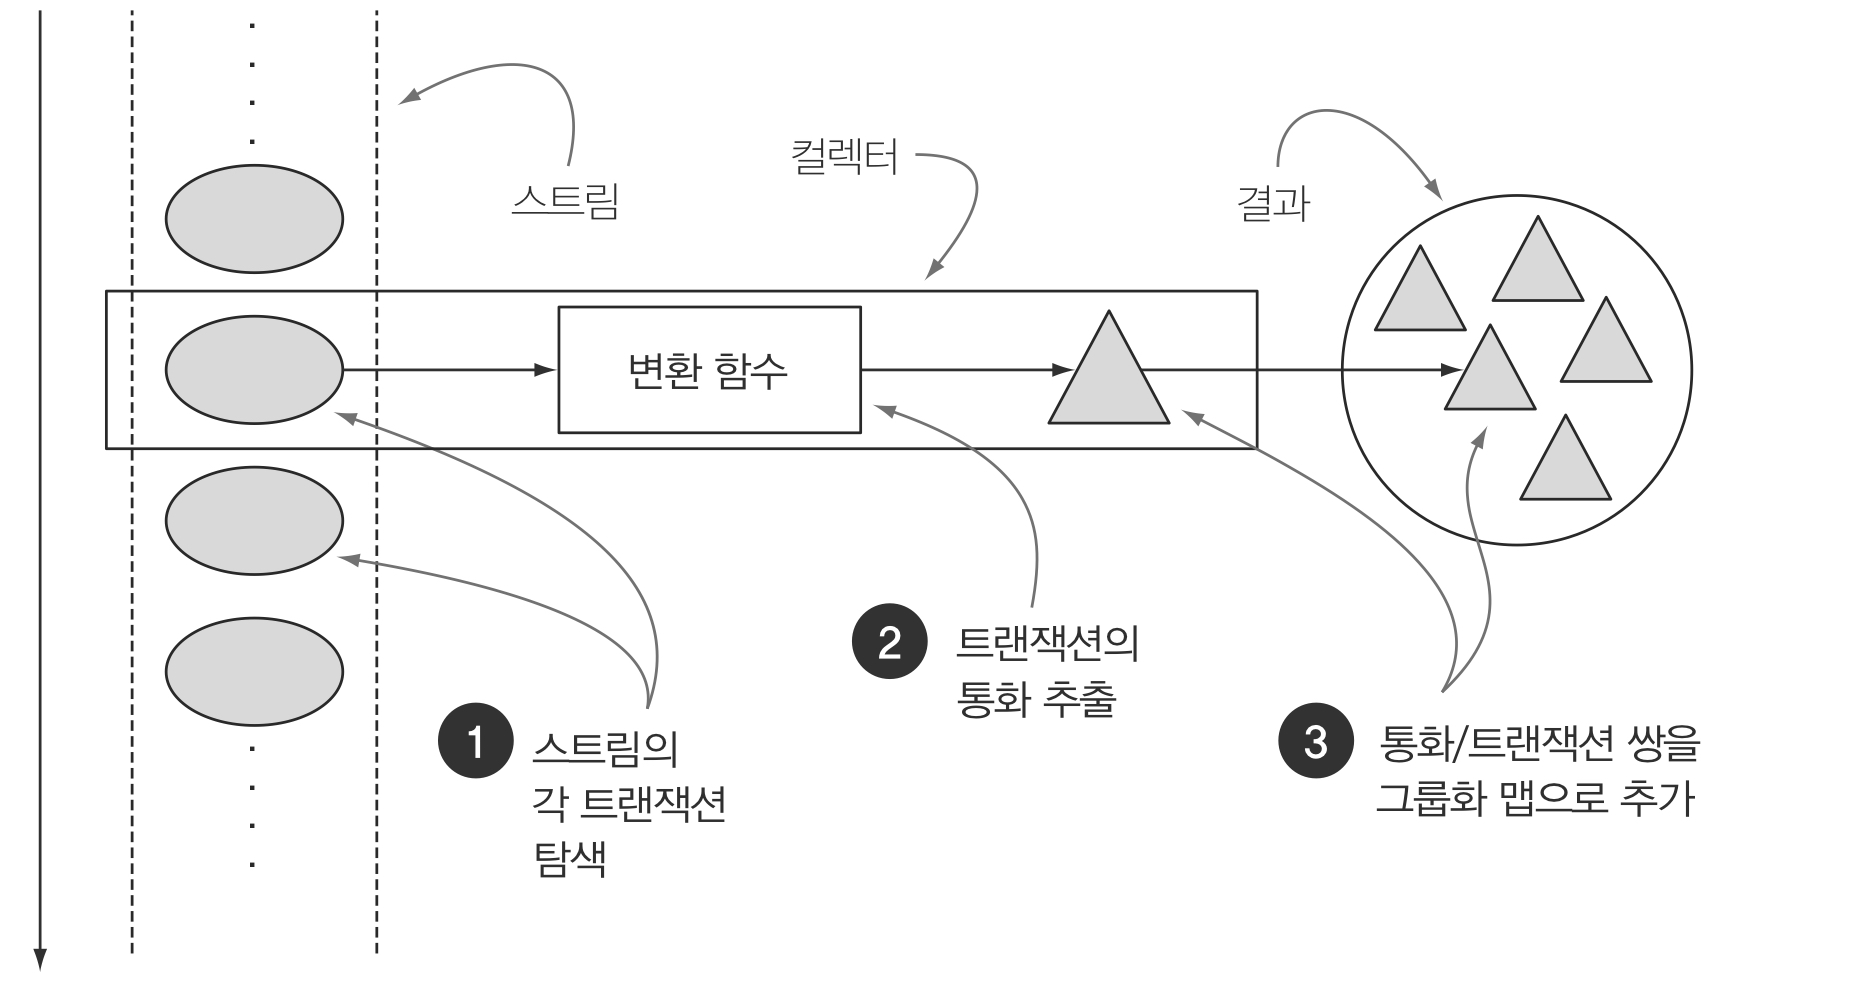 스트림
컬렉터
결과
변환 함수
1
스트림의
각 트랜잭션
탐색
2
트랜잭션의
통화 추출
3
통화/트랜잭션 쌍을
그룹화 맵으로 추가